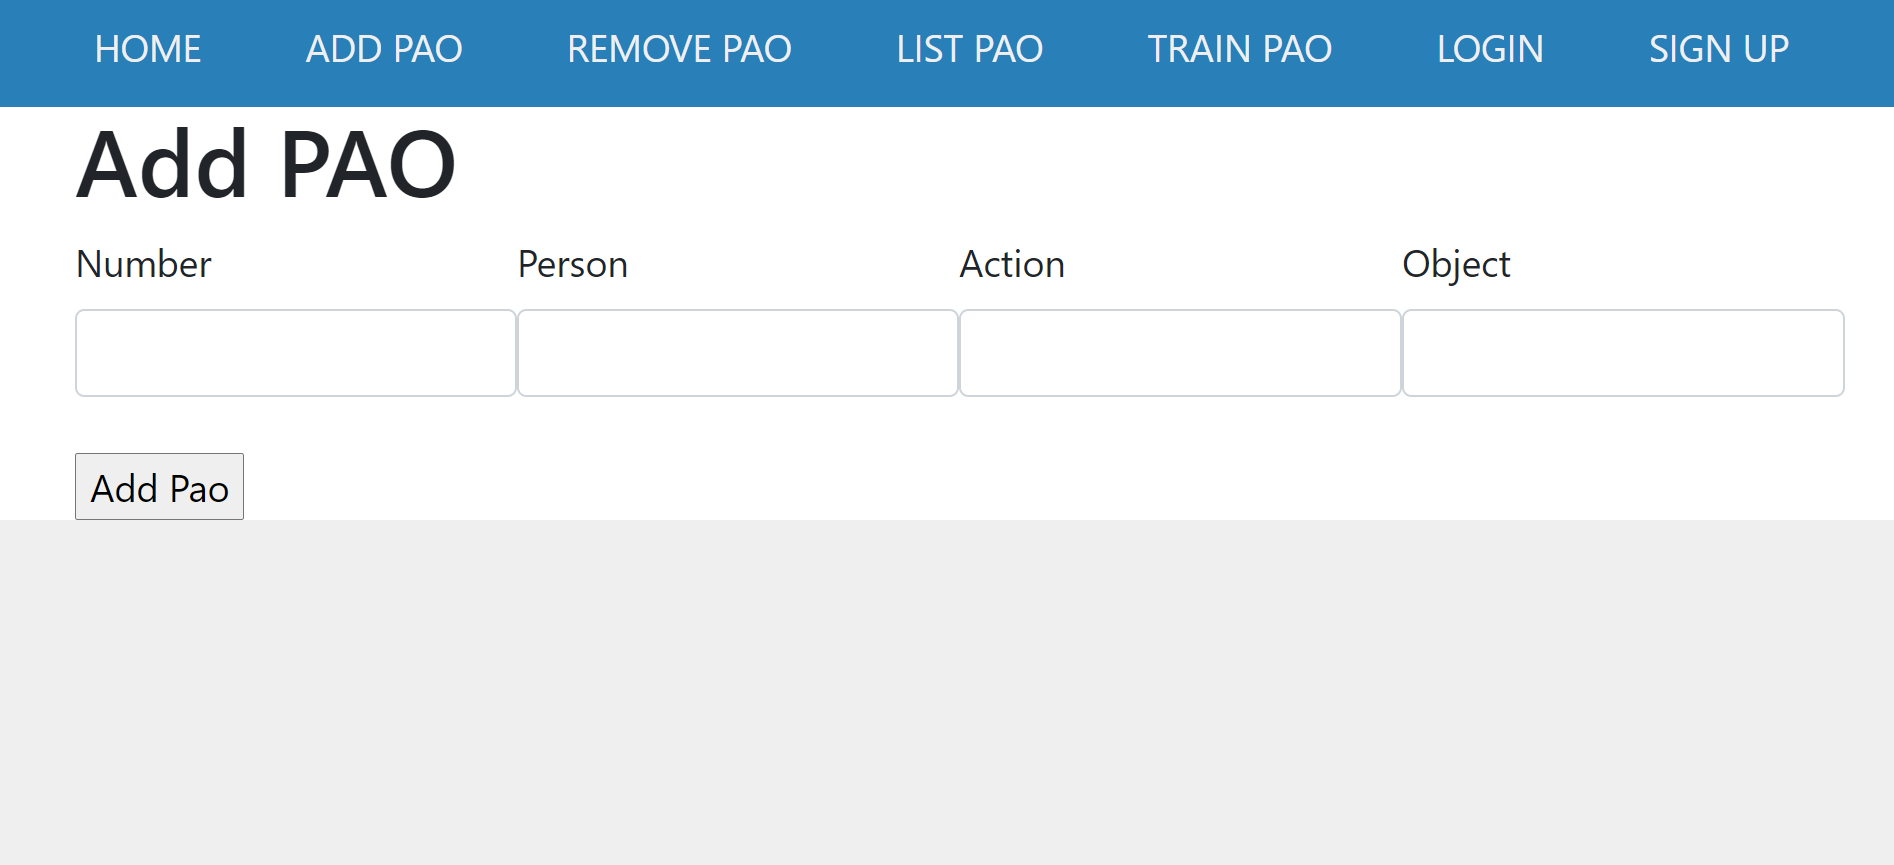 HOME ADD PAO REMOVE PAO LIST PAO TRAIN PAO LOGIN SIGN UP
Add PAO
Number Person Action Object
Add Pao